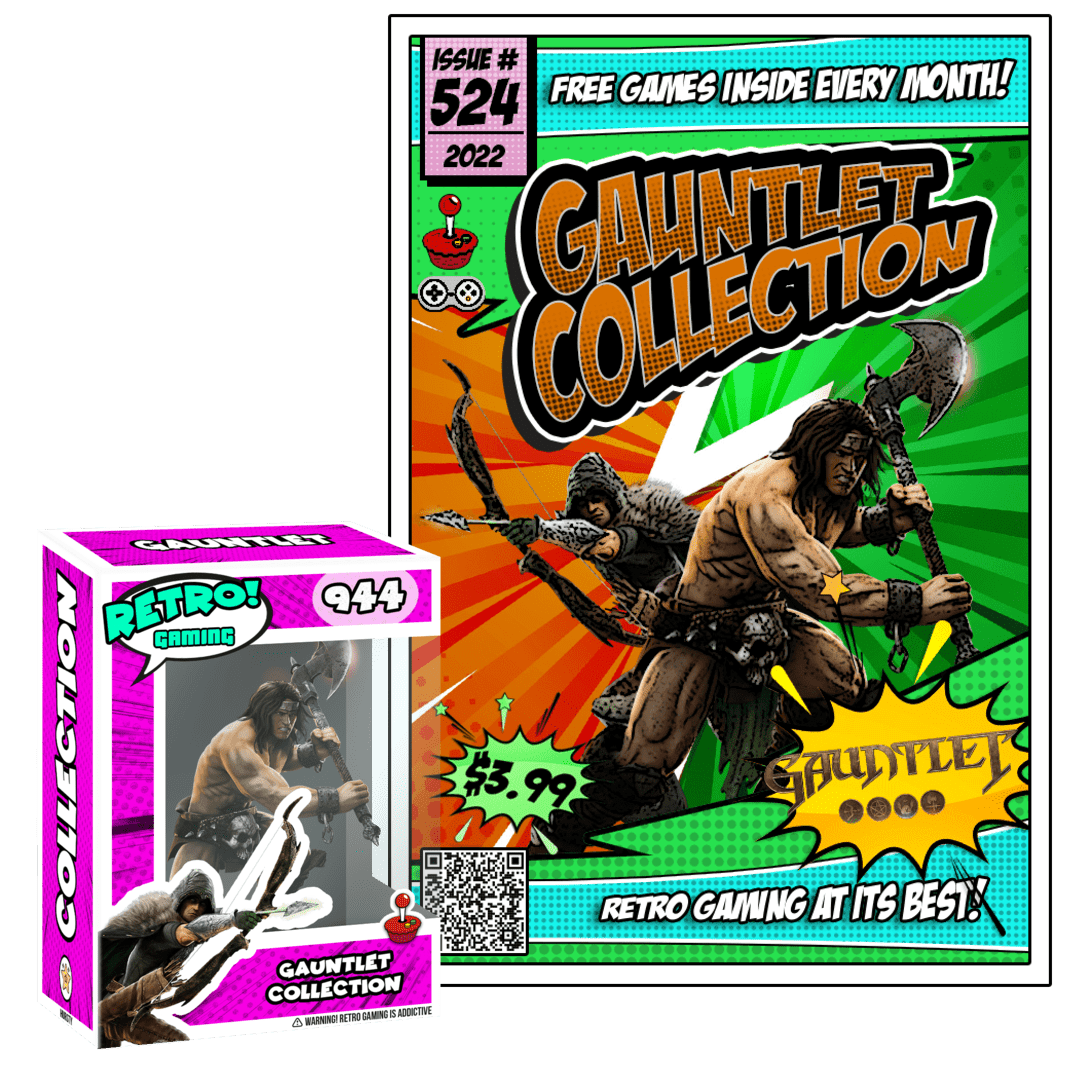 ISSUE #
524
2022
FREE GAMES INSIDE EVERY MONTH!
GAUNTLET
COLLECTION
$3.99
GAUNTLET
RETRO GAMING AT ITS BEST!
GAUNTLET
RETRO!
GAMING
944
COLLECTION
GAUNTLET
COLLECTION
WARNING! RETRO GAMING IS ADDICTIVE